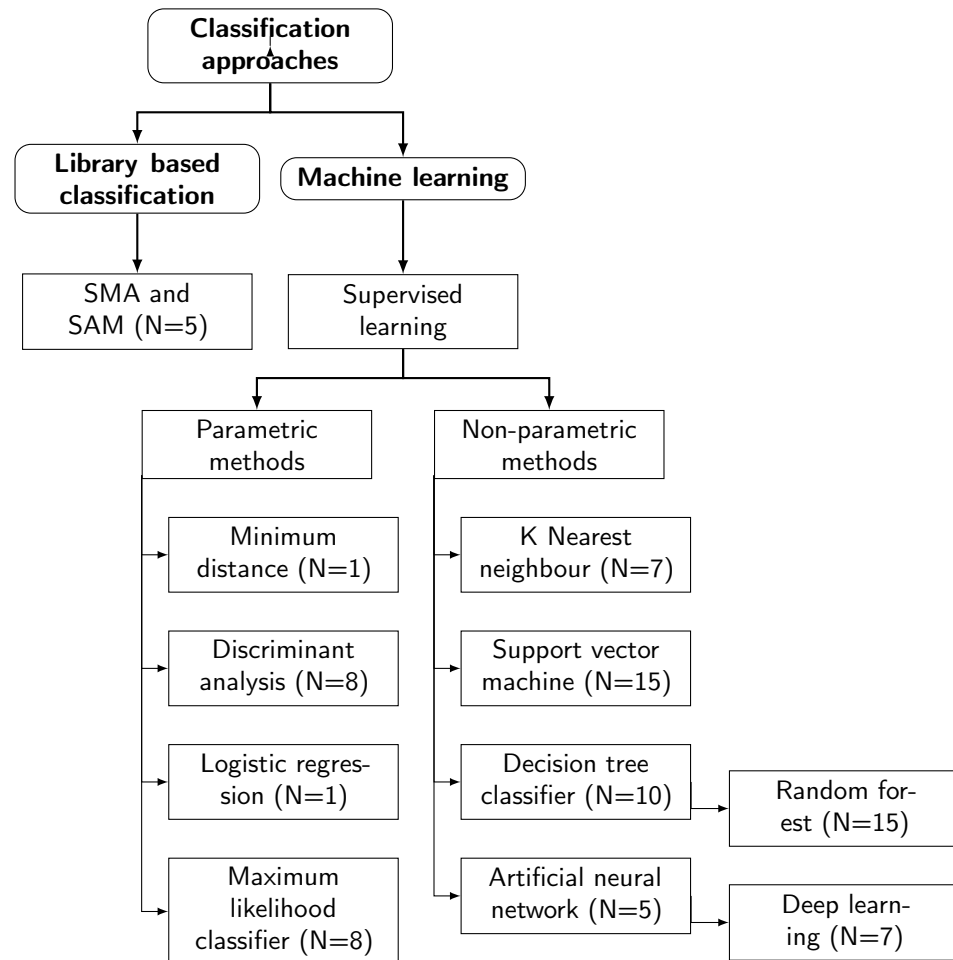 Classification
approaches
Library based
classification
Machine learning
SMA and
SAM (N=5)
Supervised
learning
Parametric
methods
Non-parametric
methods
Minimum
distance (N=1)
K Nearest
neighbour (N=7)
Discriminant
analysis (N=8)
Support vector
machine (N=15)
Logistic regres-
sion (N=1)
Decision tree
classifier (N=10)
Random for-
est (N=15)
Maximum
likelihood
classifier (N=8)
Artificial neural
network (N=5)
Deep learn-
ing (N=7)